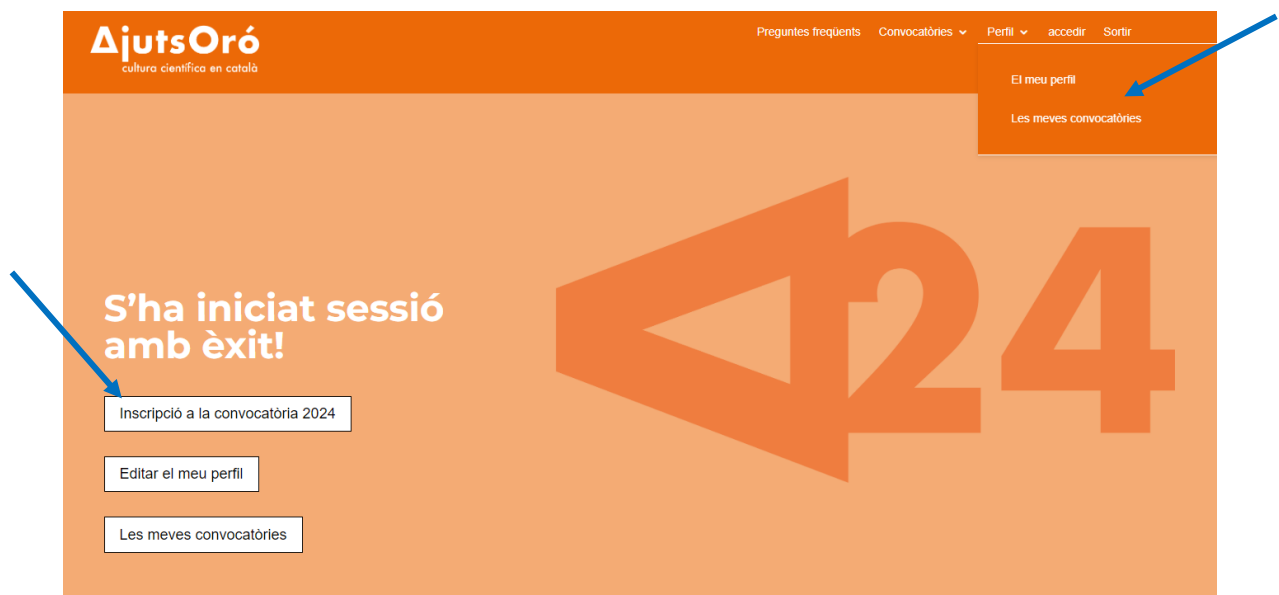 AjutsOró
cultura científica en català
Preguntes freqüents Convocatòries Perfil accedir Sortir
El meu perfil
Les meves convocatòries
A24
S'ha iniciat sessió
amb èxit!
Inscripció a la convocatòria 2024
Editar el meu perfil
Les meves convocatòries